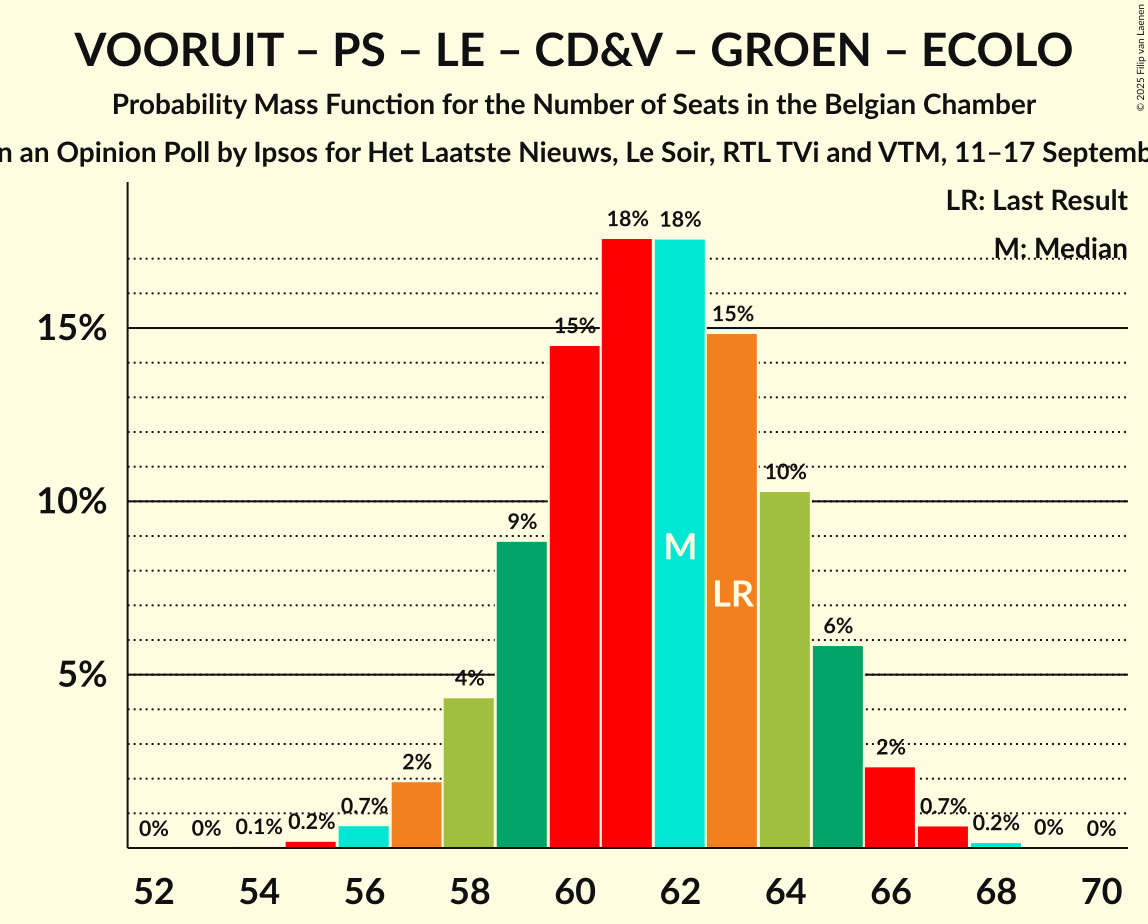 VOORUIT – PS – LE – CD&V – GROEN – ECOLO
Probability Mass Function for the Number of Seats in the Belgian Chamber
an Opinion Poll by Ipsos for Het Laatste Nieuws, Le Soir, RTL TVi and VTM, 11–17
© 2025 Filip van Laenen
LR: Last Result
M: Median
18% 18%
15% 15% 15%
10% 10%
9%
M
LR
6%
5% 4%
2% 2%
0% 0% 0.1% 0.2% 0.7% 0.7% 0.2% 0% 0%
52 54 56 58 60 62 64 66 68 70